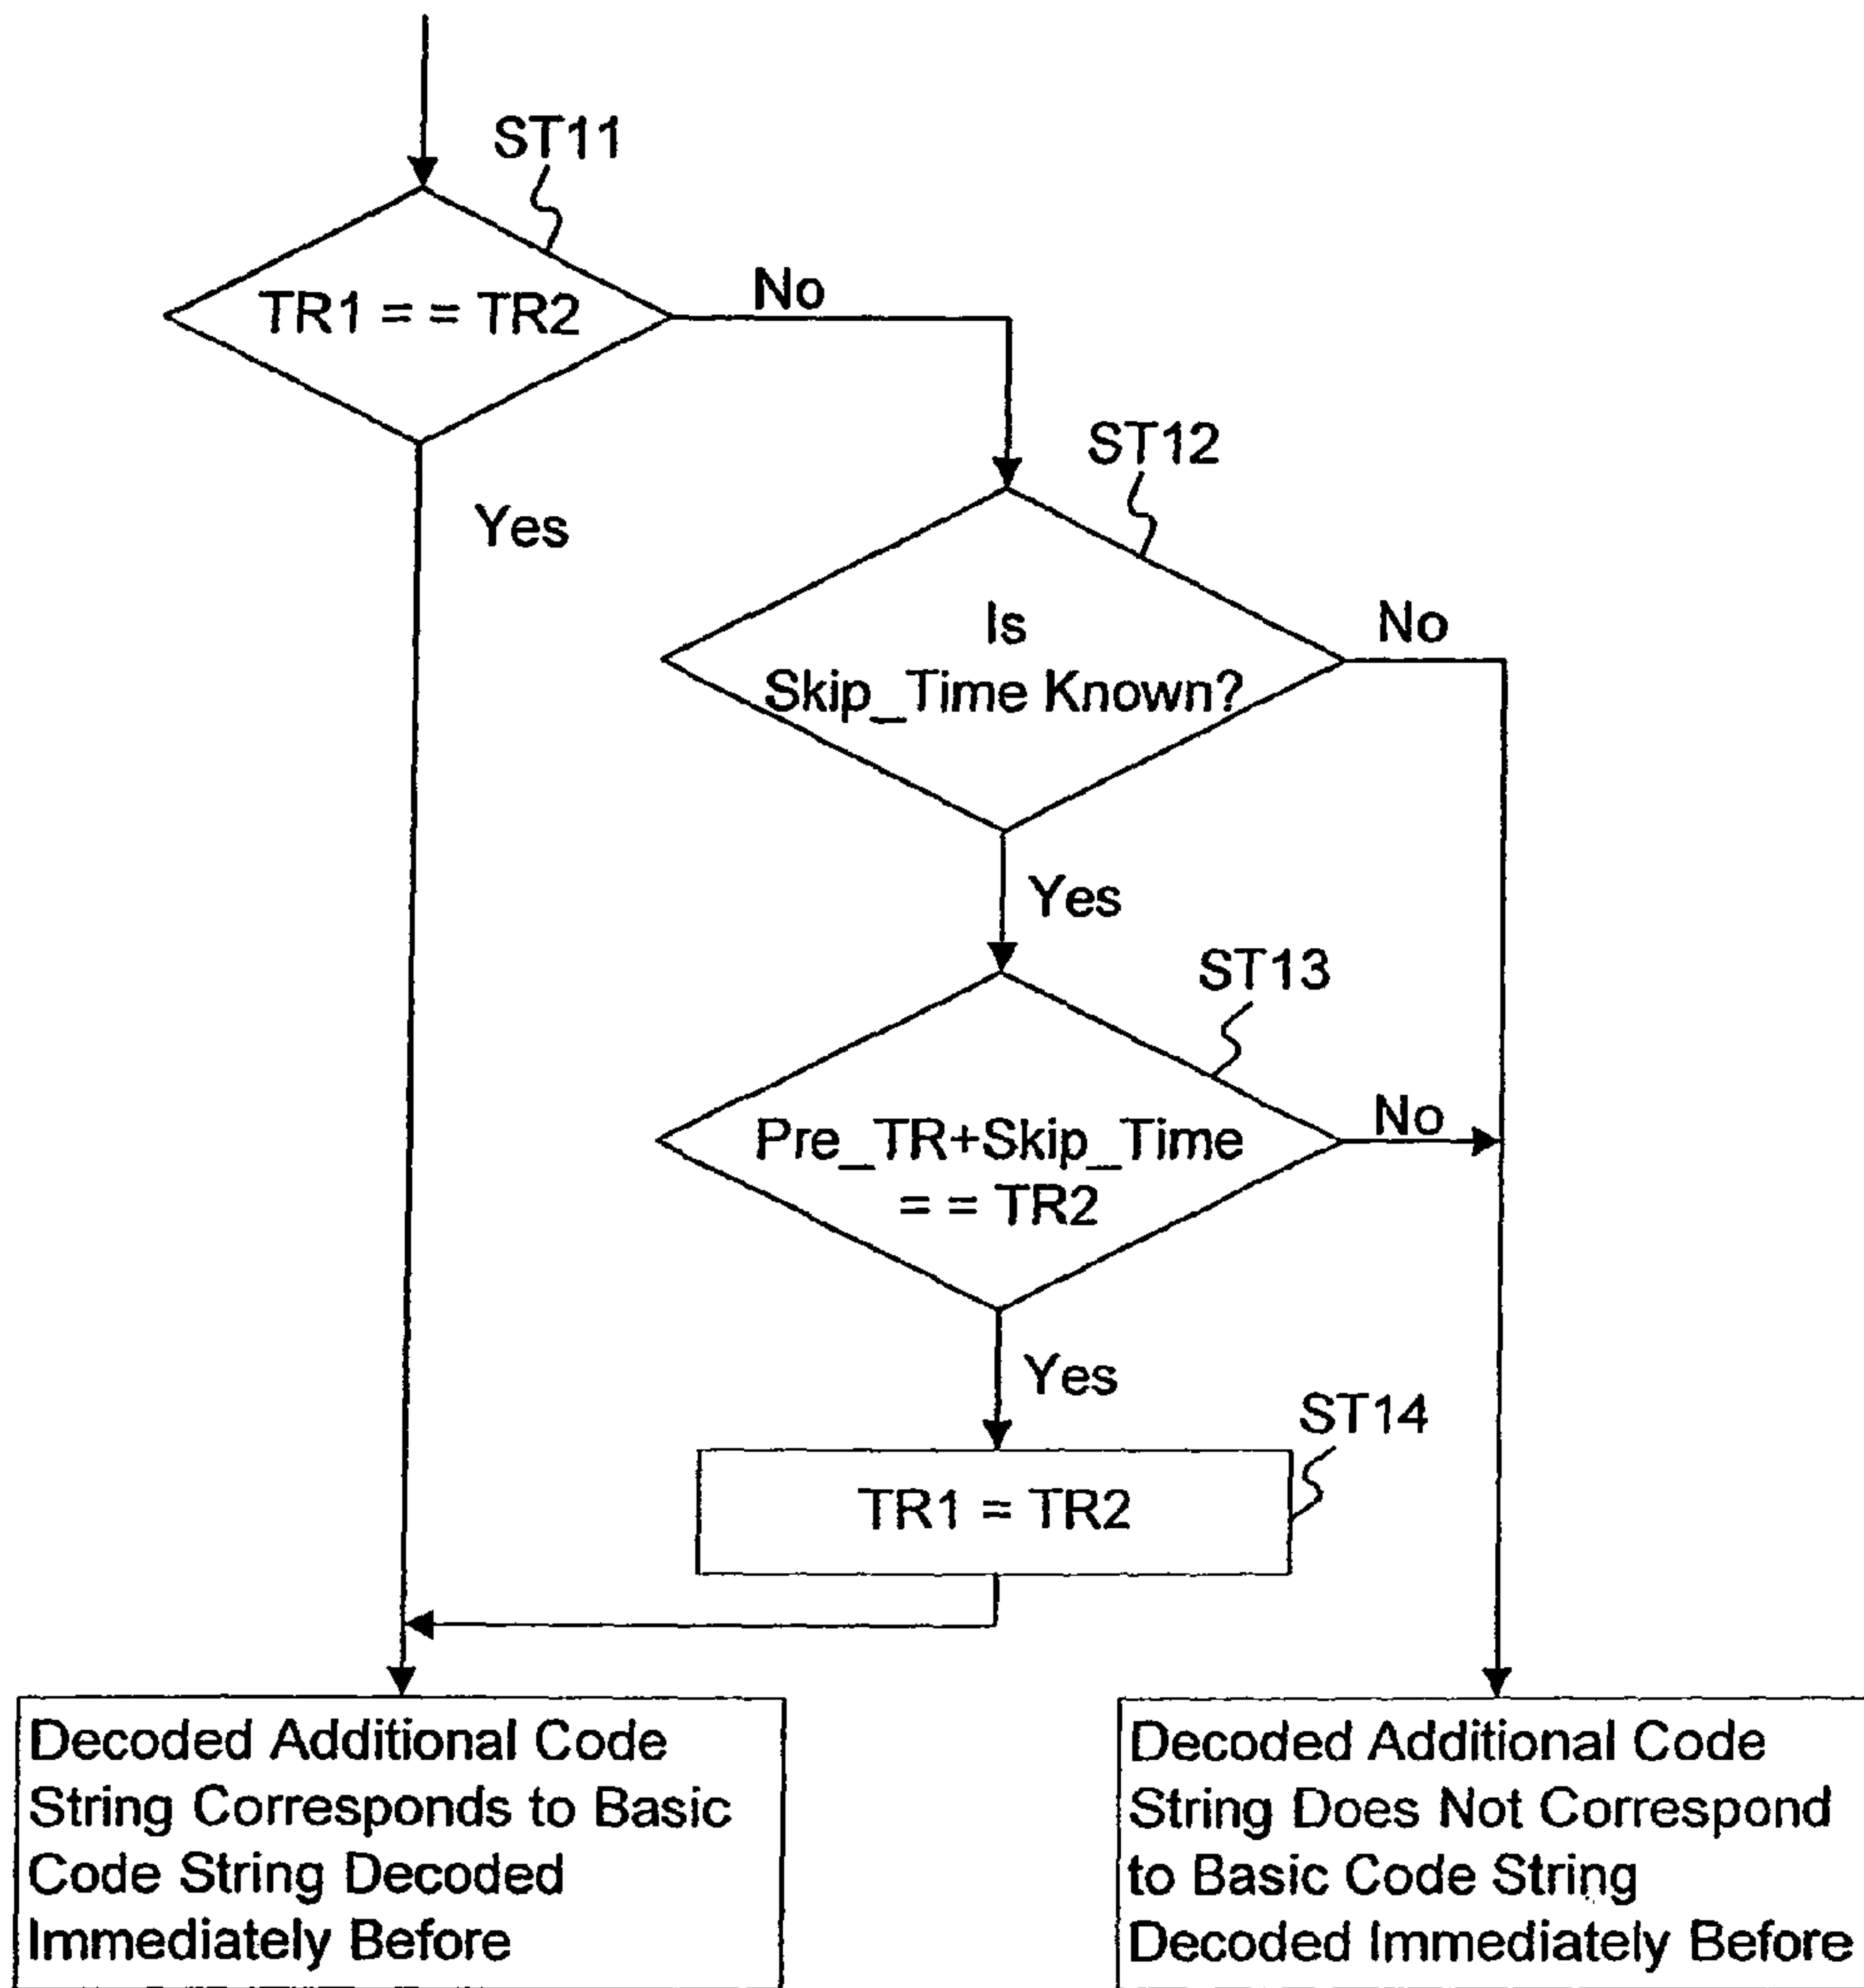 ST11
TR1 = = TR2
No
Yes
ST12
Is
Skip_Time Known?
No
Yes
ST13
Pre_TR+Skip_Time
= = TR2
No
Yes
ST14
TR1 = TR2
Decoded Additional Code
String Corresponds to Basic
Code String Decoded
Immediately Before
Decoded Additional Code
String Does Not Correspond
to Basic Code String
Decoded Immediately Before